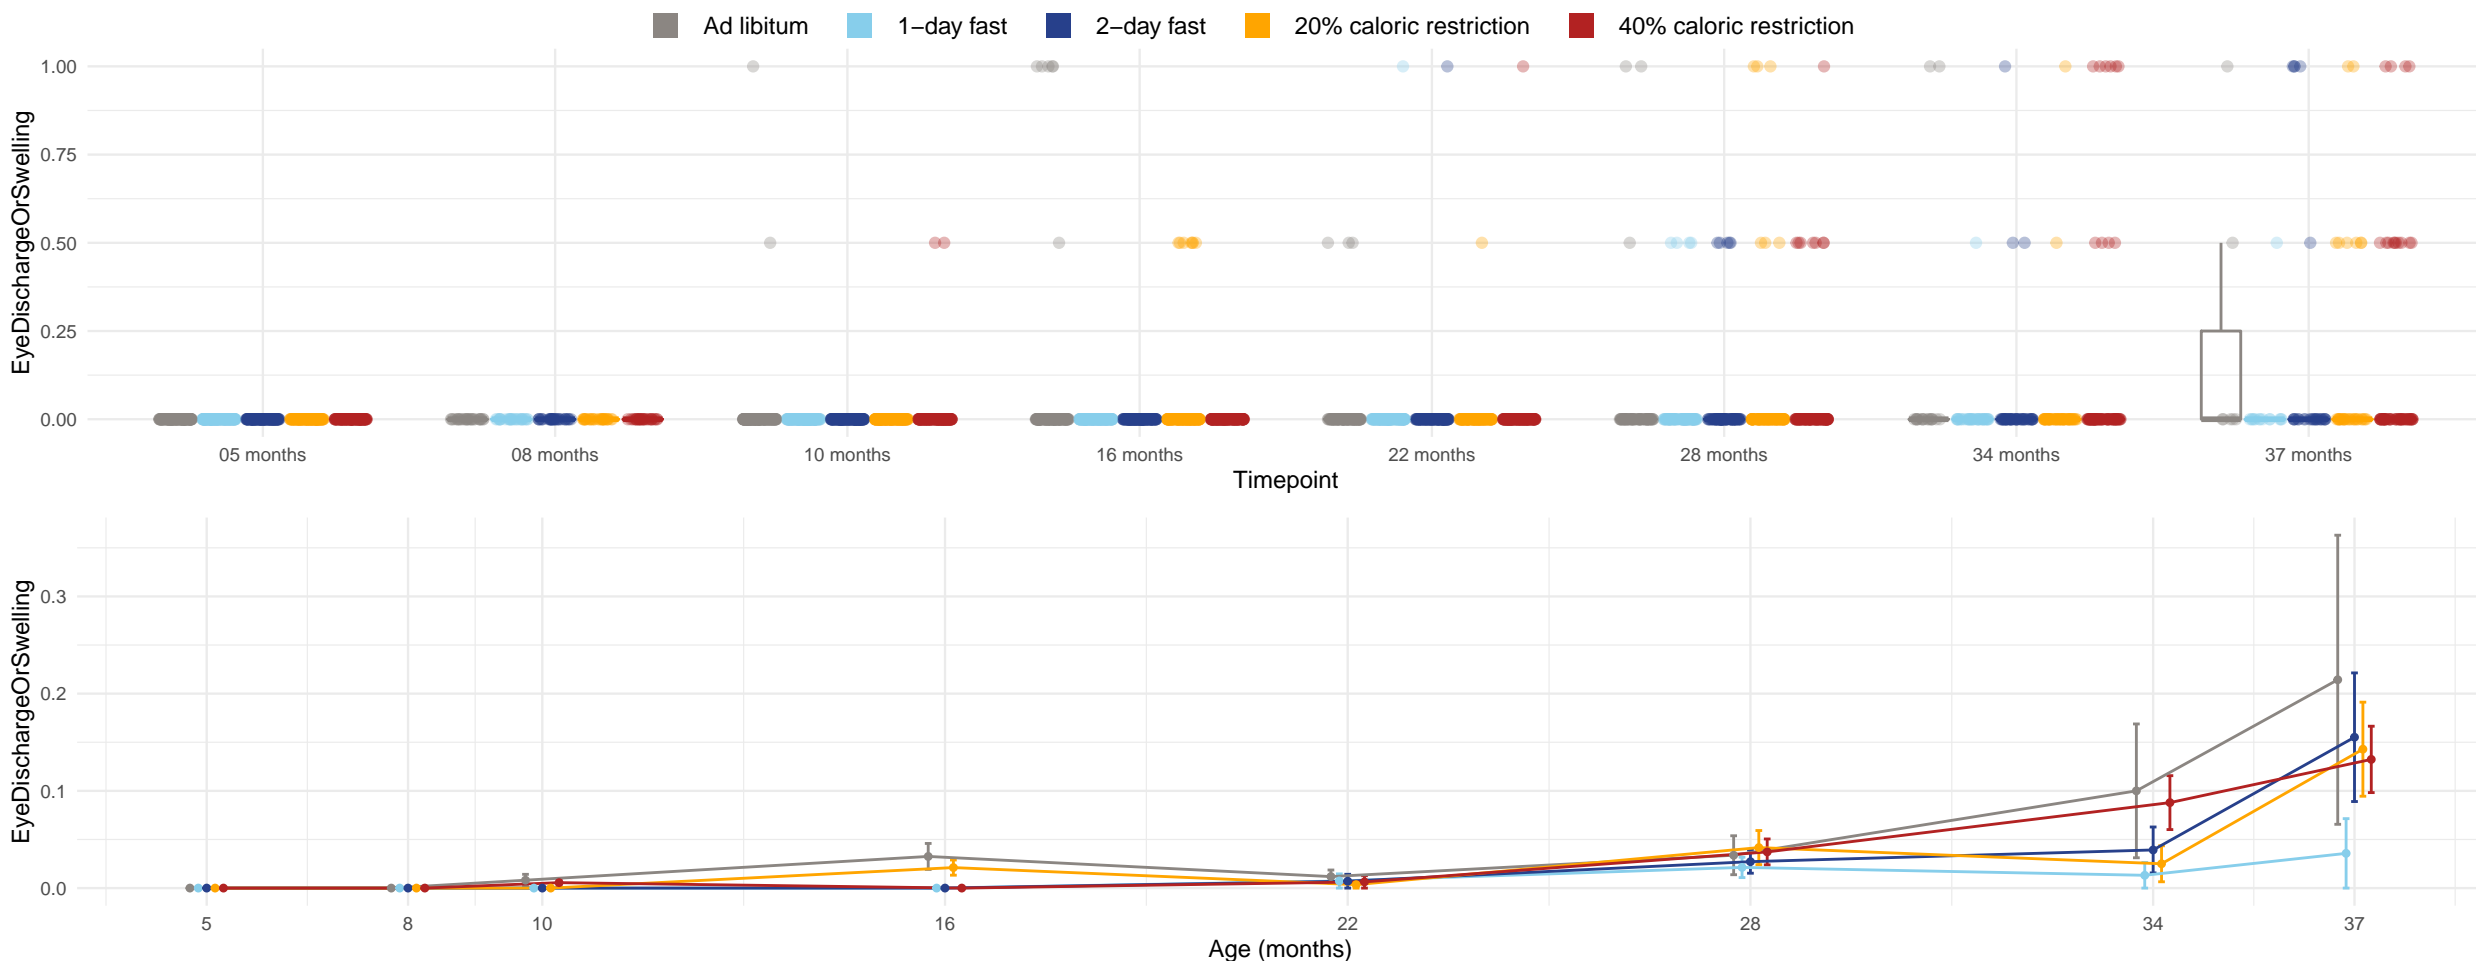 Ad libitum 1−day fast 2−day fast 20% caloric restriction 40% caloric restriction
EyeDischargeOrSwelling
1.00
0.75
0.50
0.25
0.00
05 months 08 months 10 months 16 months 22 months 28 months 34 months 37 months
Timepoint
EyeDischargeOrSwelling
0.3
0.2
0.1
0.0
5 8 10 16 22 28 34 37
Age (months)